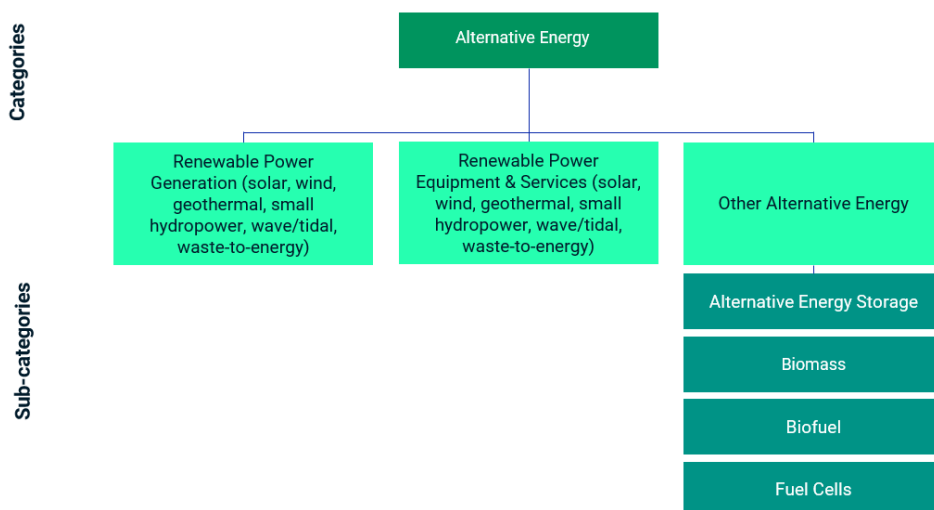 Categories
Alternative Energy
Renewable Power
Generation (solar, wind,
geothermal, small
hydropower, wave/tidal,
waste-to-energy)
Renewable Power
Equipment & Services (solar,
wind, geothermal, small
hydropower, wave/tidal,
waste-to-energy)
Other Alternative Energy
Sub-categories
Alternative Energy Storage
Biomass
Biofuel
Fuel Cells